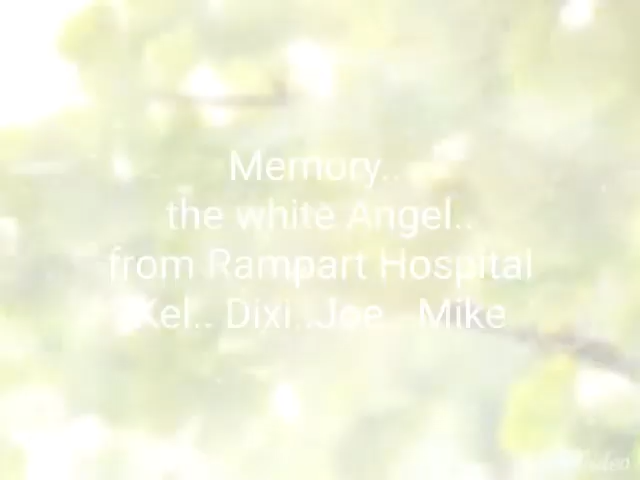 Memory..
the white Angel..
from Rampart Hospital
Kel.. Dixi ..Joe... Mike